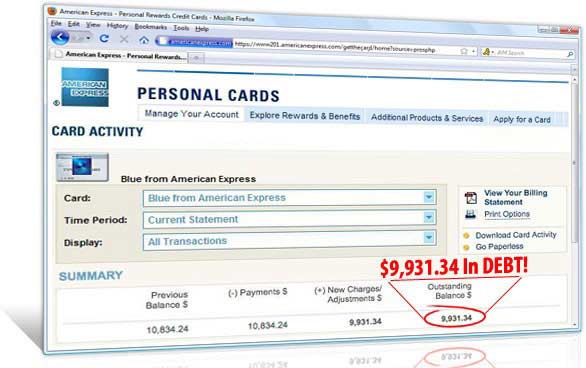 American Express - Personal Rewards Credit Cards - Mozilla Firefox
File Edit View History Bookmarks Tools Help
americanexpress.com https://www201.americanexpress.com/getthecard/home?source=prosphp
AIM Search
American Express - Personal Rewards...
AMERICAN EXPRESS
PERSONAL CARDS
Manage Your Account Explore Rewards & Benefits Additional Products & Services Apply for a Card
CARD ACTIVITY
Blue from American Express
Card: Blue from American Express
Time Period: Current Statement
Display: All Transactions
View Your Billing Statement
Print Options
Download Card Activity
Go Paperless
SUMMARY
$9,931.34 In DEBT!
Previous Balance $ (-) Payments $ (+) New Charges/ Adjustments $ Outstanding Balance $
10,834.24 10,834.24 9,931.34 9,931.34